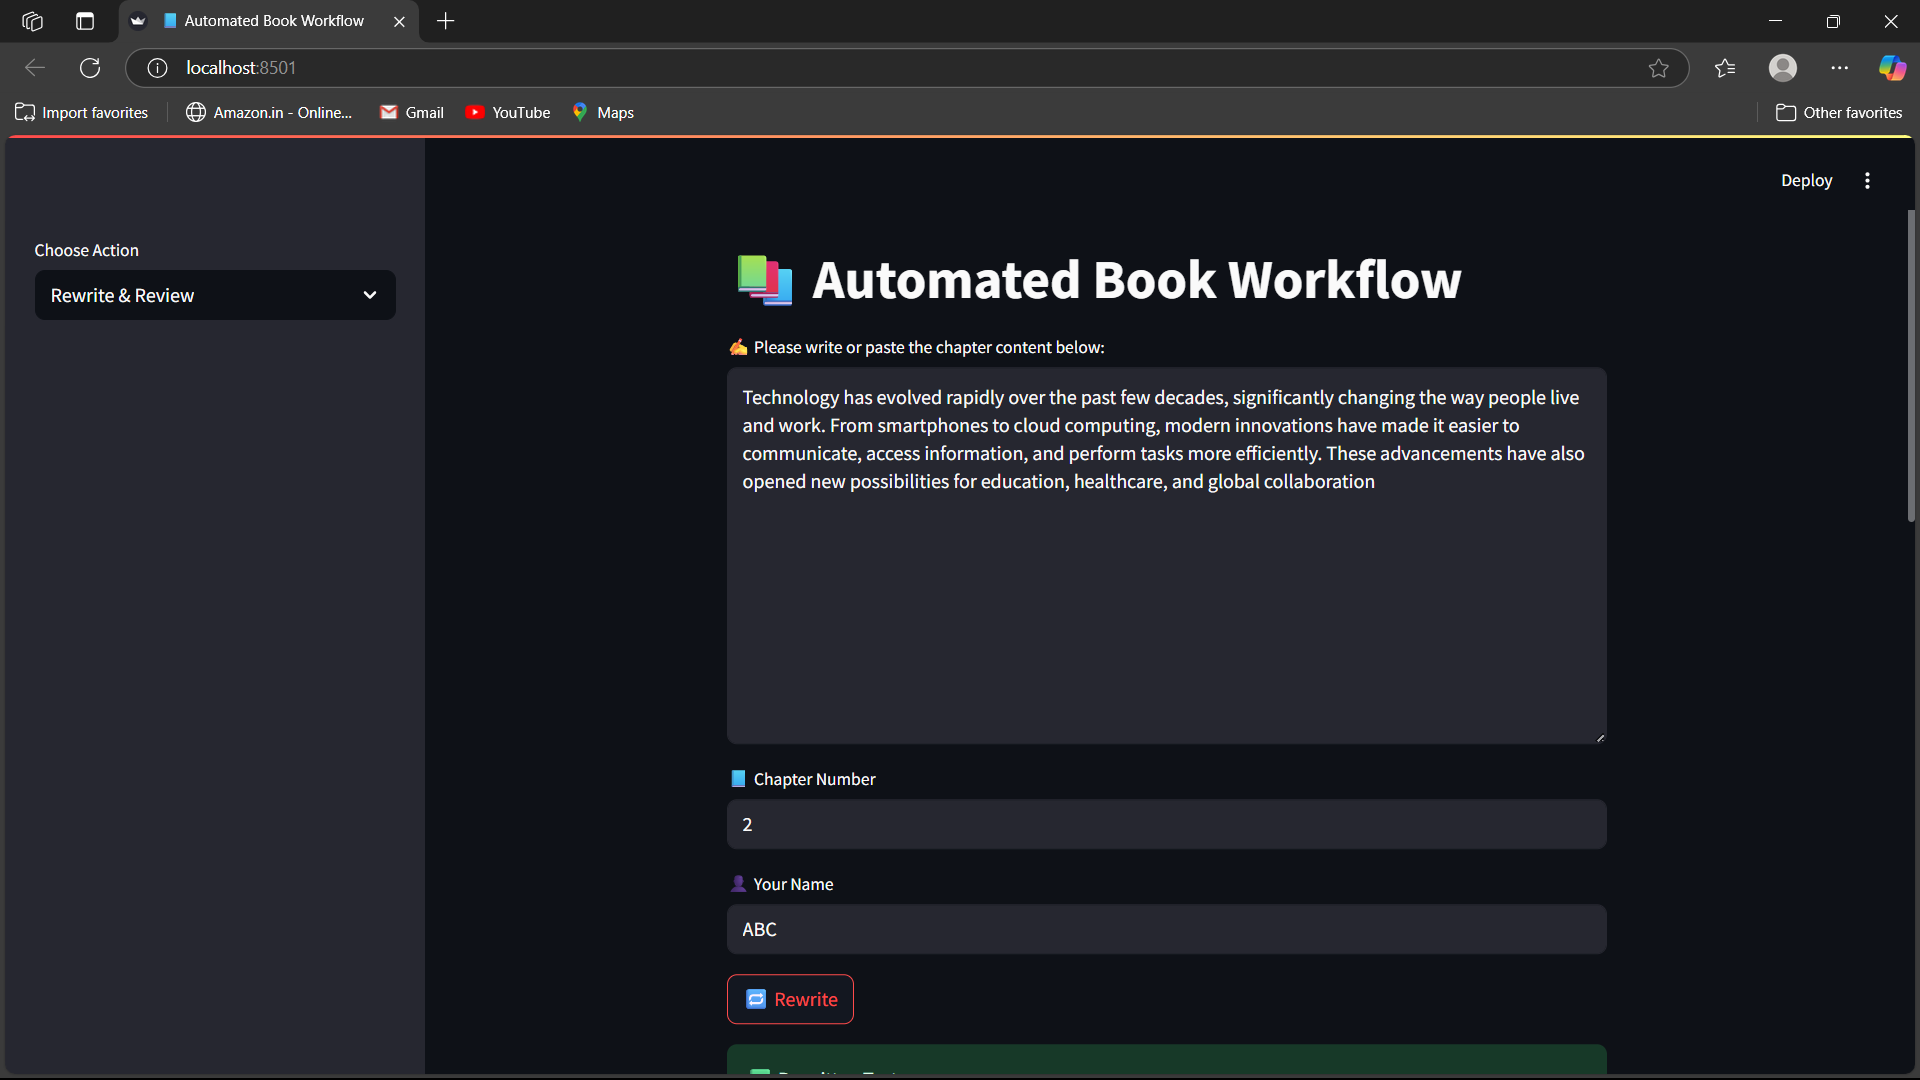 Automated Book Workflow
localhost:8501
Import favorites
Amazon.in - Online...
Gmail
YouTube
Maps
Other favorites
Deploy
Choose Action
Rewrite & Review
Automated Book Workflow
Please write or paste the chapter content below:
Technology has evolved rapidly over the past few decades, significantly changing the way people live
and work. From smartphones to cloud computing, modern innovations have made it easier to
communicate, access information, and perform tasks more efficiently. These advancements have also
opened new possibilities for education, healthcare, and global collaboration
Chapter Number
2
Your Name
ABC
Rewrite